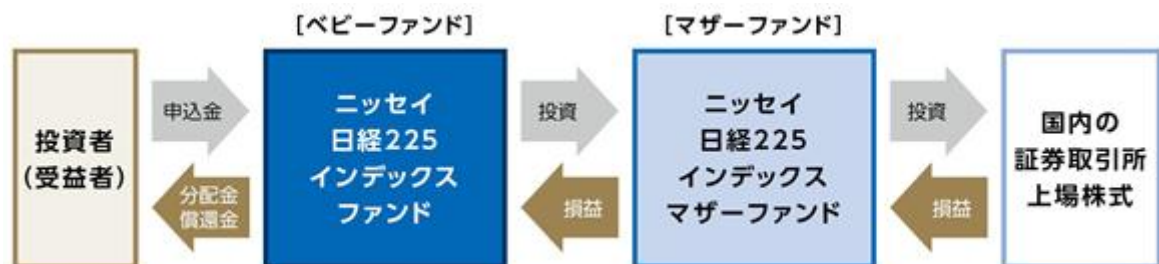 [ベビーファンド]
[マザーファンド]
投資者
(受益者)
申込金
分配金
償還金
ニッセイ
日経225
インデックス
ファンド
投資
損益
ニッセイ
日経225
インデックス
マザーファンド
投資
損益
国内の
証券取引所
上場株式